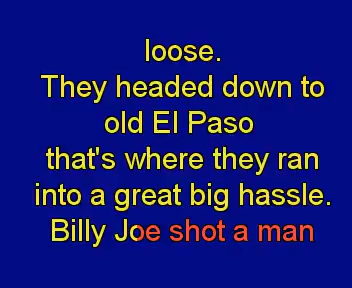 loose.
They headed down to
old El Paso
that's where they ran
into a great big hassle.
Billy Joe shot a man